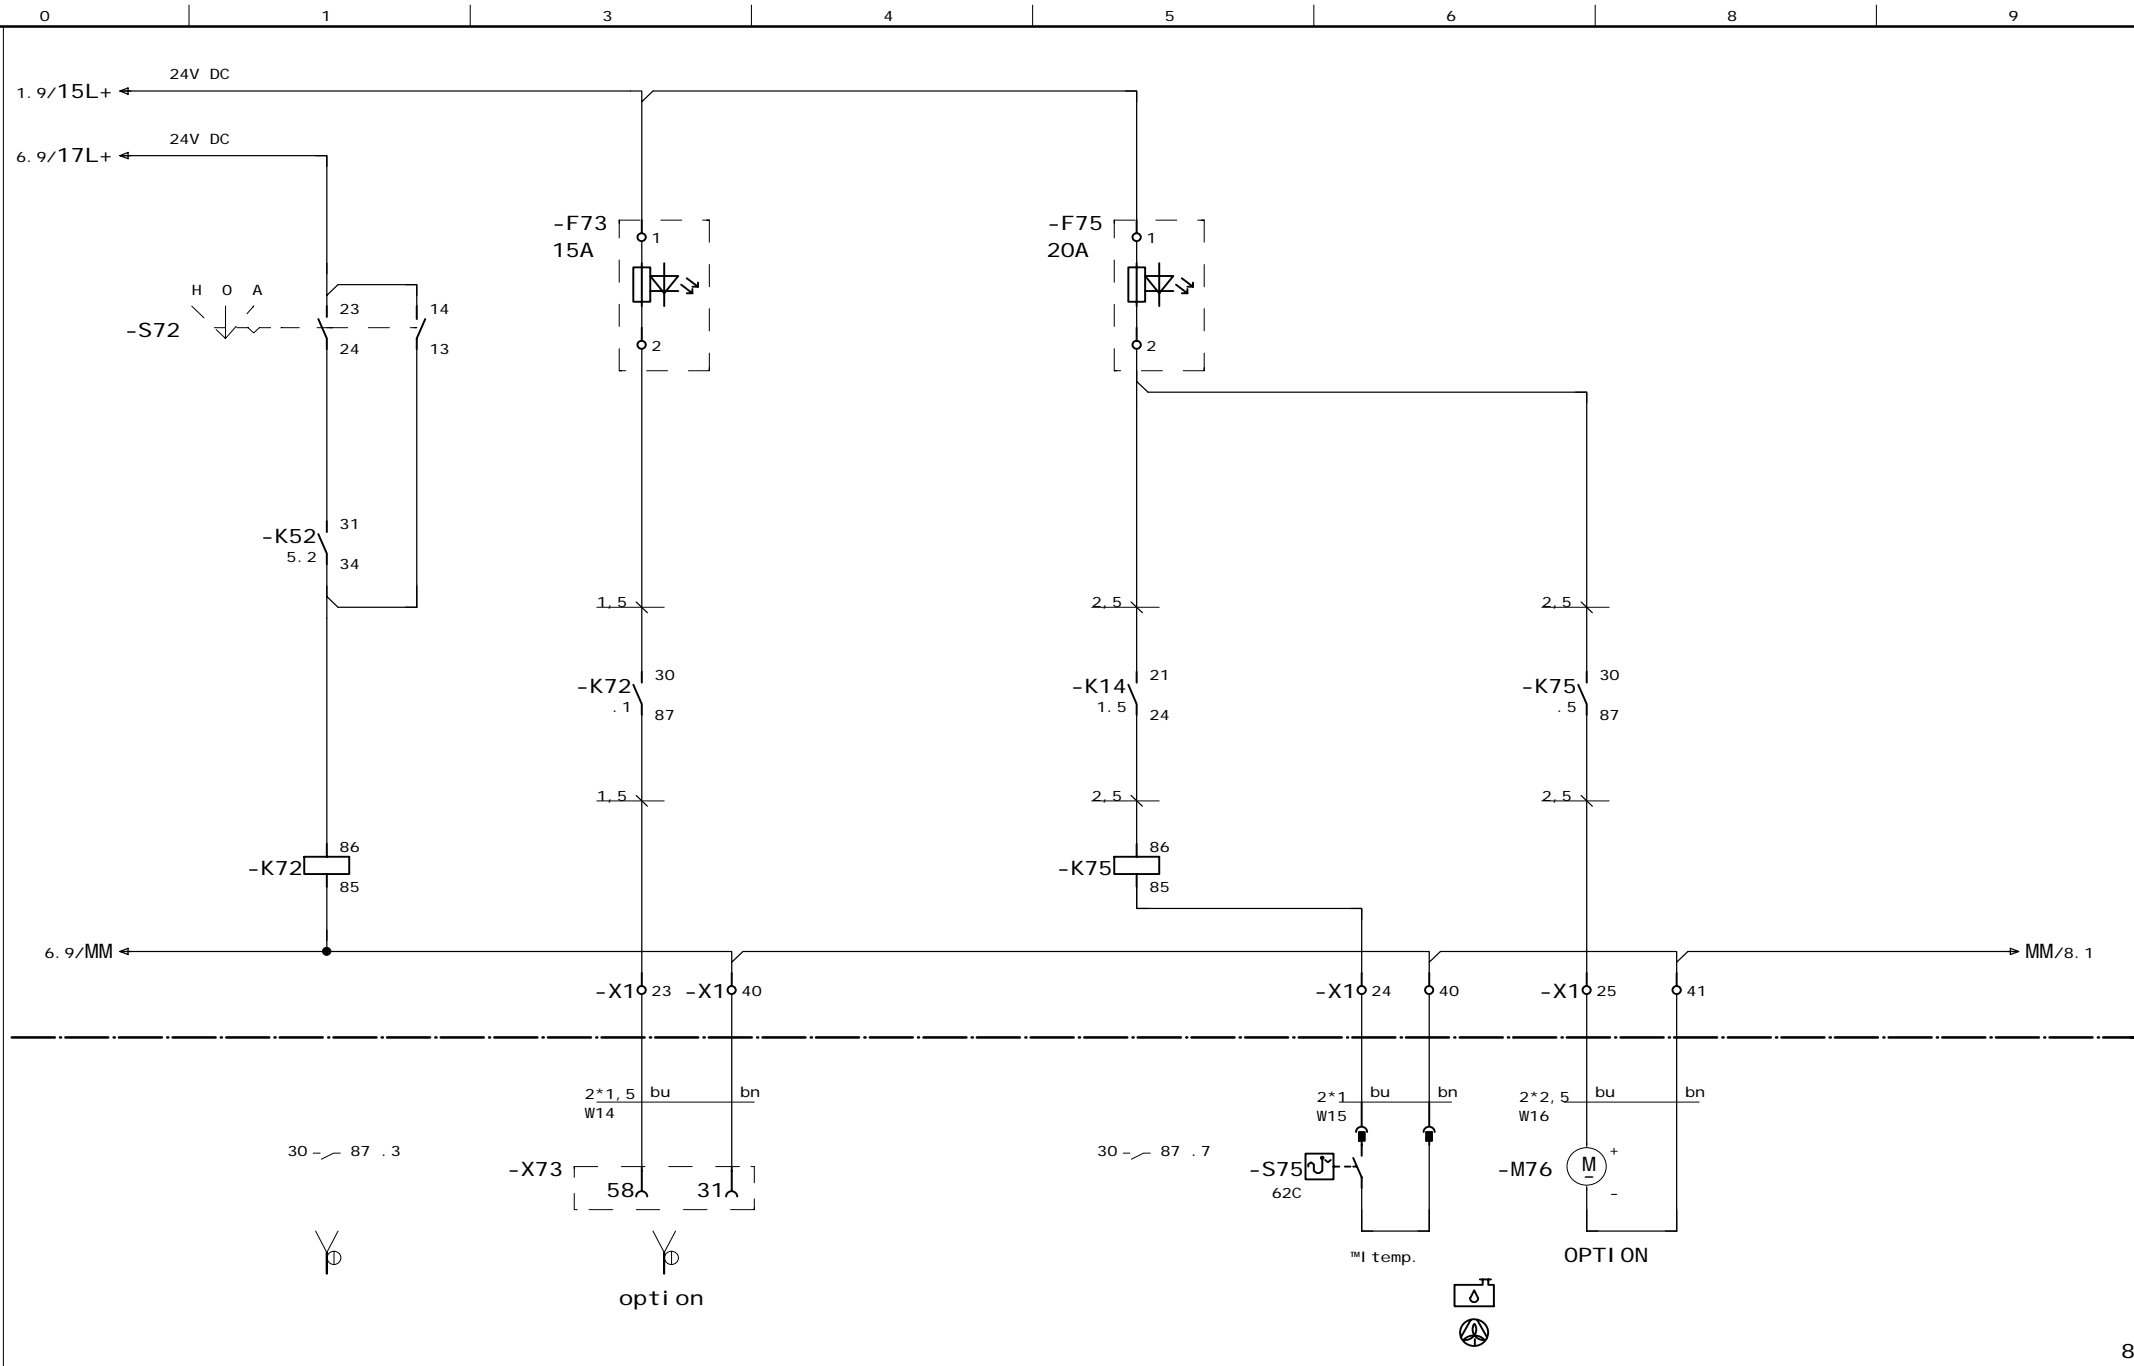 0 1 3 4 5 6 8 9
24V DC
1.9/15L+
24V DC
6.9/17L+
-F73 1
15A
2
-F75 1
20A
2
H O A
-S72
23 14
24 13
-K52 31
5.2 34
1,5 2,5 2,5
-K72 30
.1 87
-K14 21
1.5 24
-K75 30
.5 87
1,5 2,5 2,5
-K72 86
85
-K75 86
85
6.9/MM MM/8.1
-X1 23 -X1 40 -X1 24 40 -X1 25 41
2*1,5 bu bn
W14
2*1 bu bn
W15
2*2,5 bu bn
W16
30 87 .3
30 87 .7
-X73 58 31
-S75
62C
-M76 M + -
™l temp.
OPTION
option
8